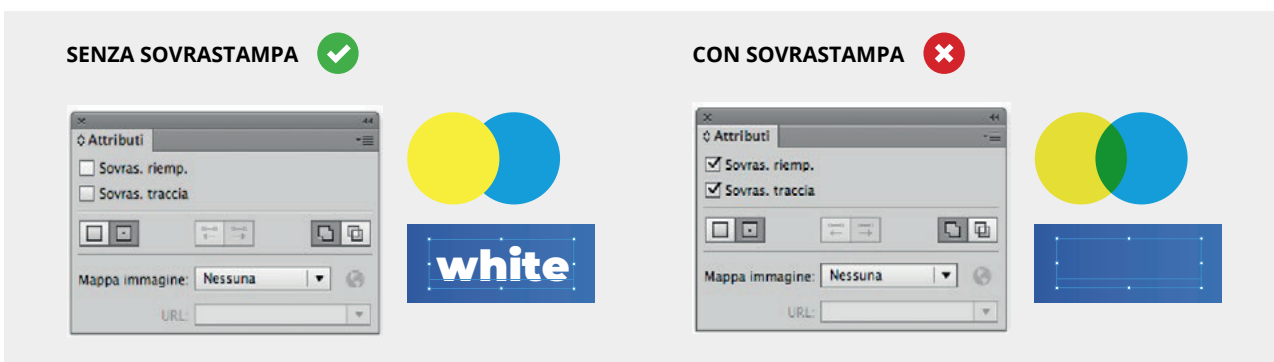 SENZA SOVRASTAMPA
Attributi
Sovras. riemp.
Sovras. traccia
Mappa immagine: Nessuna
URL:
white
CON SOVRASTAMPA
Attributi
Sovras. riemp.
Sovras. traccia
Mappa immagine: Nessuna
URL: